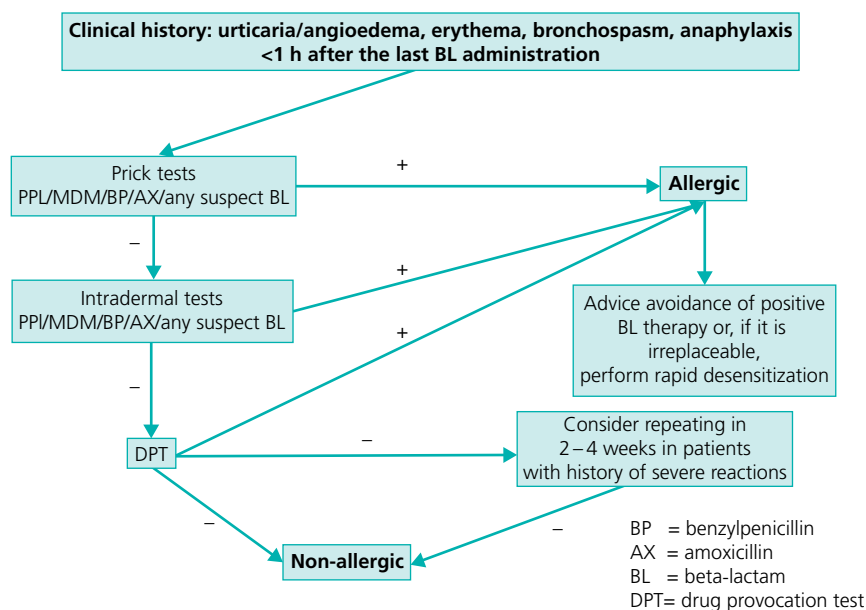 Clinical history: urticaria/angioedema, erythema, bronchospasm, anaphylaxis
<1 h after the last BL administration
Prick tests
PPL/MDM/BP/AX/any suspect BL
+
Allergic
–
Intradermal tests
PPl/MDM/BP/AX/any suspect BL
+
+
Advice avoidance of positive
BL therapy or, if it is
irreplaceable,
perform rapid desensitization
–
DPT
–
Consider repeating in
2 – 4 weeks in patients
with history of severe reactions
–
–
Non-allergic
BP = benzylpenicillin
AX = amoxicillin
BL = beta-lactam
DPT= drug provocation test